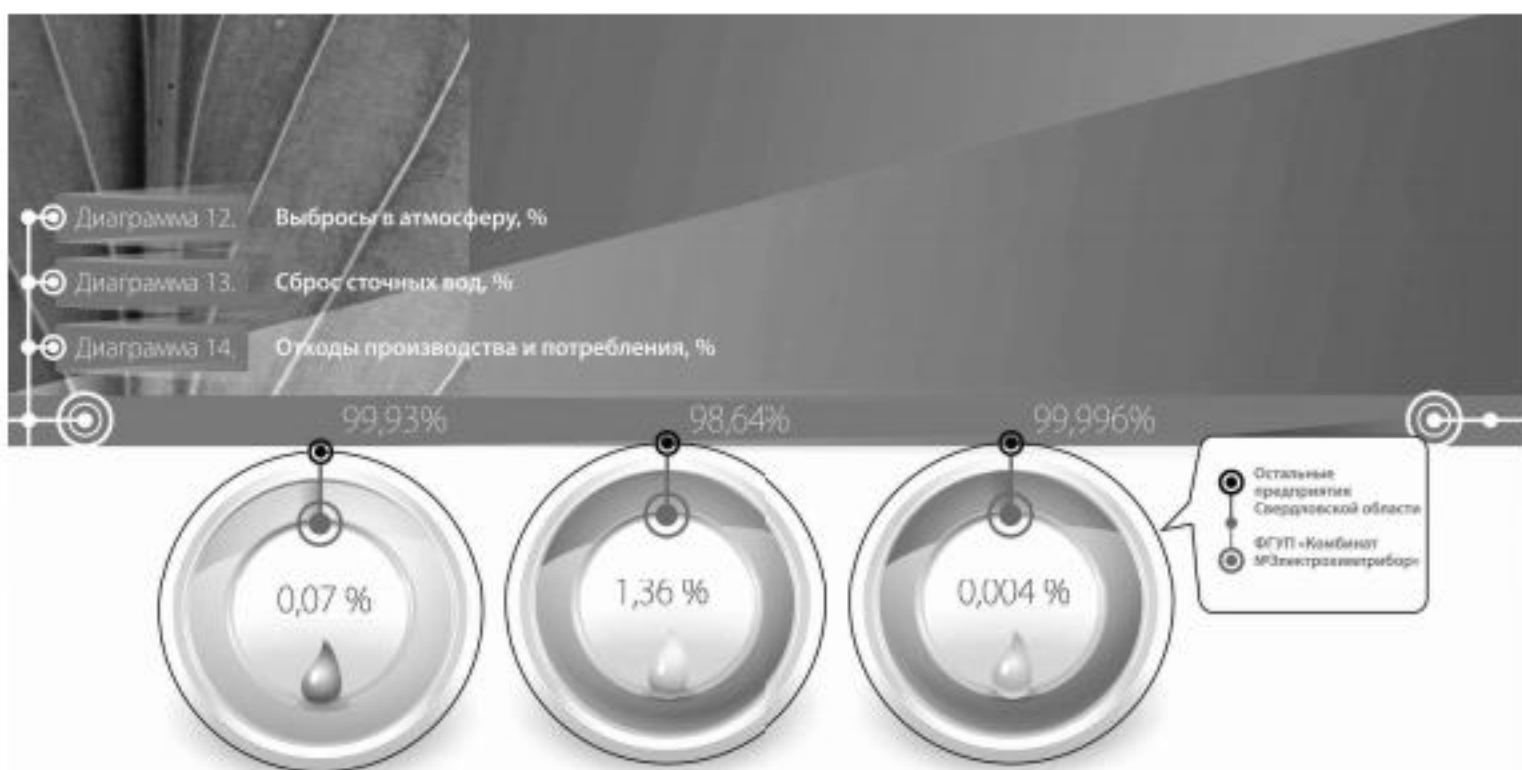 Диаграмма 12. Выбросы в атмосферу, %
Диаграмма 13. Сброс сточных вод, %
Диаграмма 14. Отходы производства и потребления, %
99,93% 98,64% 99,996%
0,07 % 1,36 % 0,004 %
Остальные
предприятия
Свердловской области
ФГУП «Комбинат